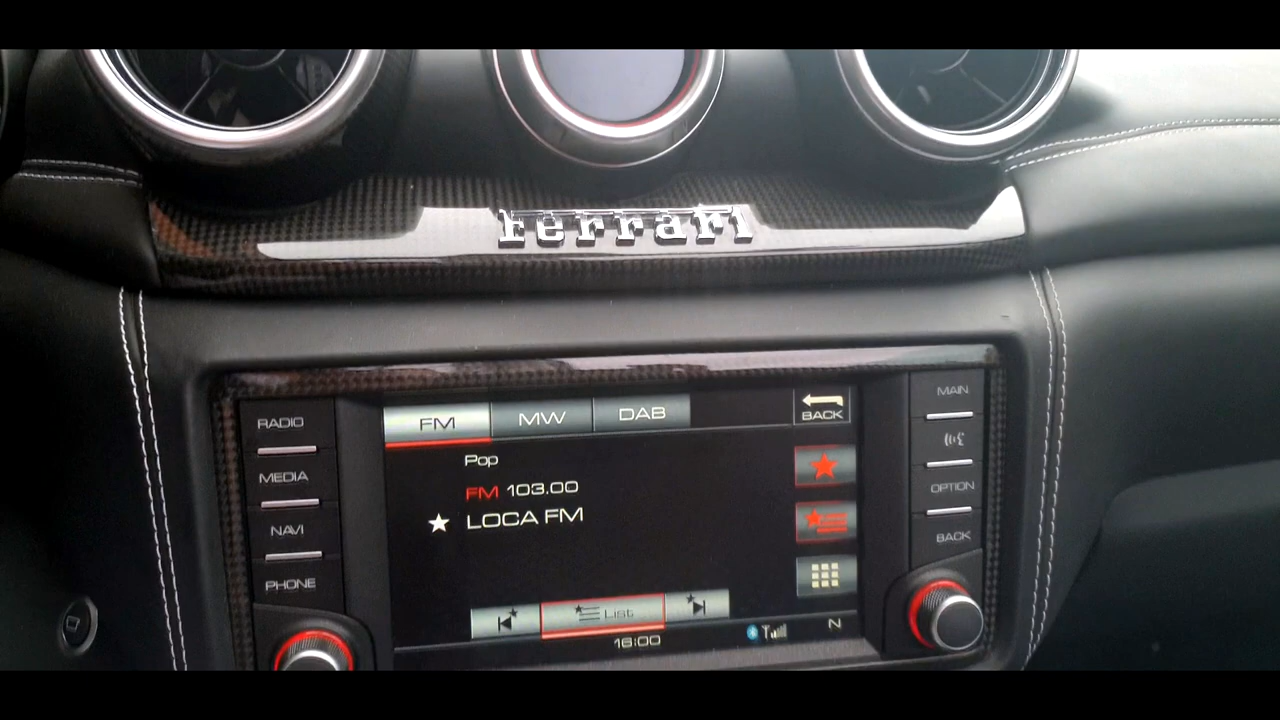 Ferrari
RADIO
MEDIA
NAVI
PHONE
FM
MW
DAB
BACK
Pop
FM 103.00
LOCA FM
List
16:00
N
MAIN
OPTION
BACK